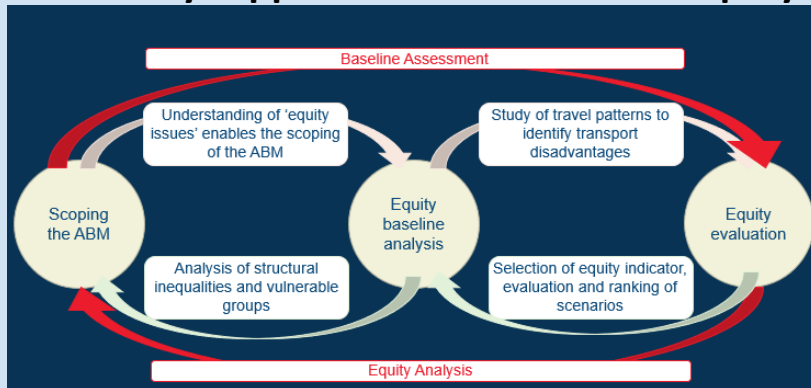 Baseline Assessment
Understanding of ‘equity
issues’ enables the scoping
of the ABM
Study of travel patterns to
identify transport
disadvantages
Scoping
the ABM
Equity
baseline
analysis
Equity
evaluation
Analysis of structural
inequalities and vulnerable
groups
Selection of equity indicator,
evaluation and ranking of
scenarios
Equity Analysis